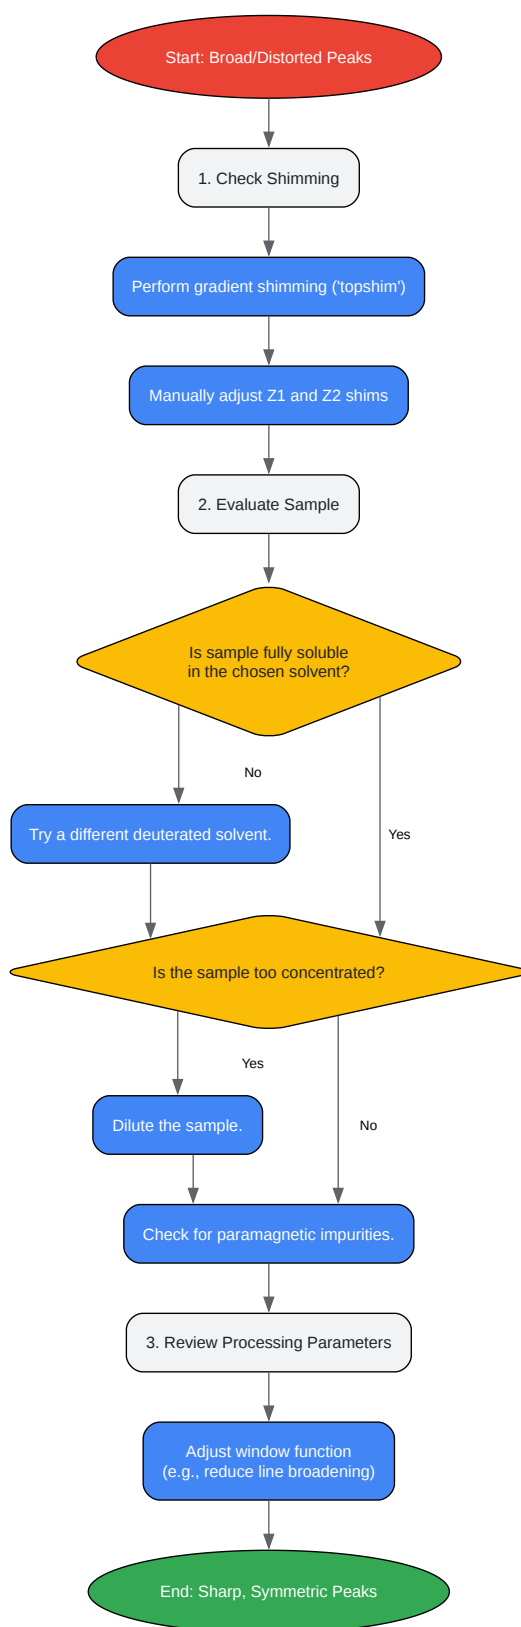 Start: Broad/Distorted Peaks
1. Check Shimming
Perform gradient shimming ('topshim')
Manually adjust Z1 and Z2 shims
2. Evaluate Sample
Is sample fully soluble
in the chosen solvent?
No
Try a different deuterated solvent.
Yes
Is the sample too concentrated?
Yes
Dilute the sample.
No
Check for paramagnetic impurities.
3. Review Processing Parameters
Adjust window function
(e.g., reduce line broadening)
End: Sharp, Symmetric Peaks